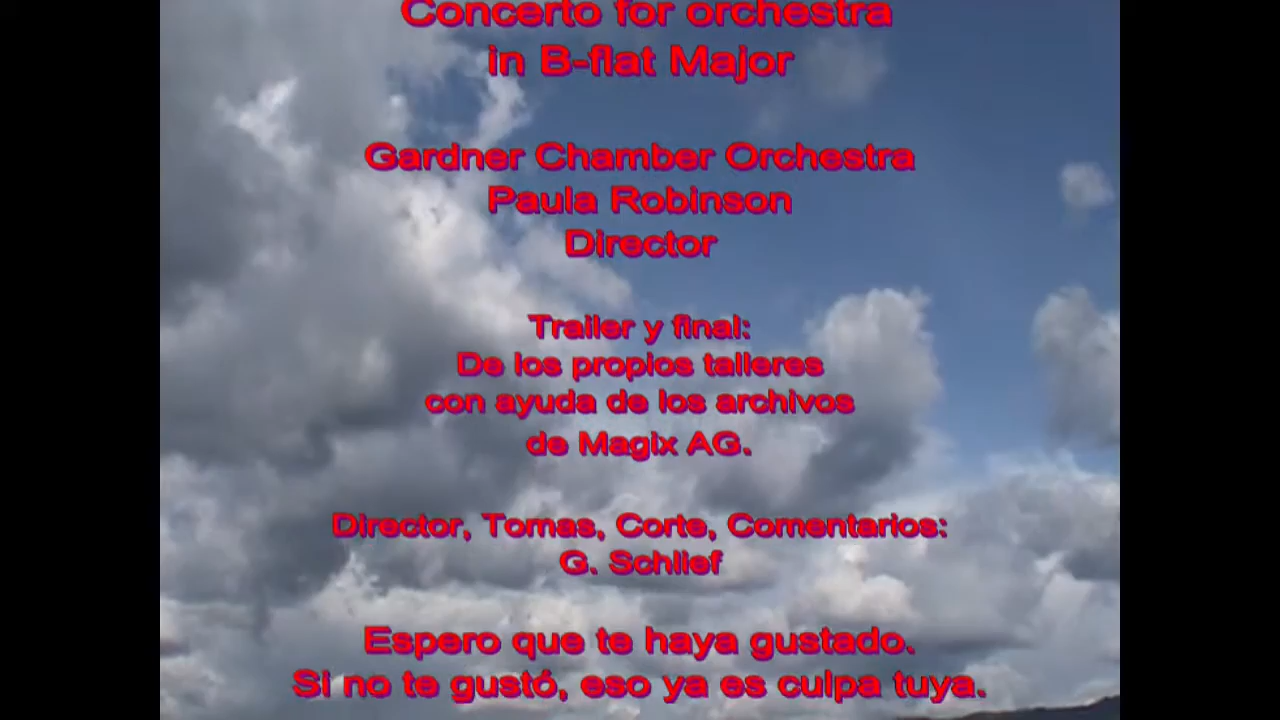 Concerto for orchestra
in B-flat Major
Gardner Chamber Orchestra
Paula Robinson
Director
Trailer y final:
De los propios talleres
con ayuda de los archivos
de Magix AG.
Director, Tomas, Corte, Comentarios:
G. Schlief
Espero que te haya gustado.
Si no te gustó, eso ya es culpa tuya.